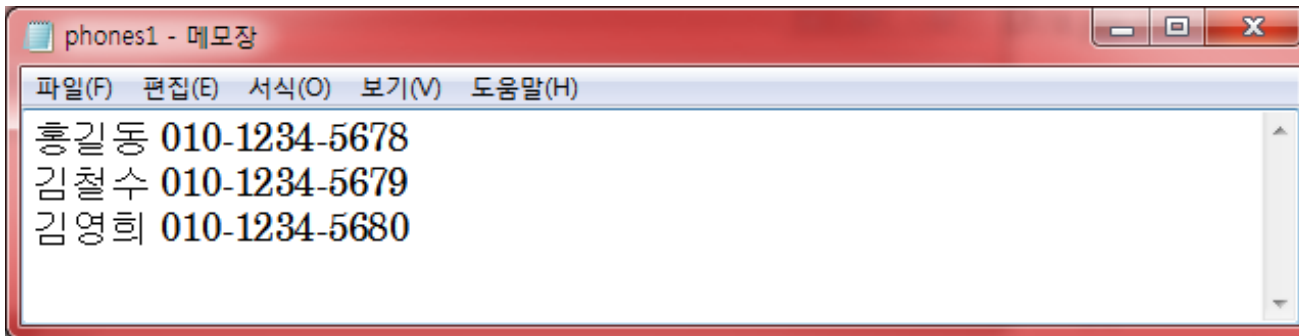 phones1 - 메모장
파일(F) 편집(E) 서식(O) 보기(V) 도움말(H)
홍길동 010-1234-5678
김철수 010-1234-5679
김영희 010-1234-5680